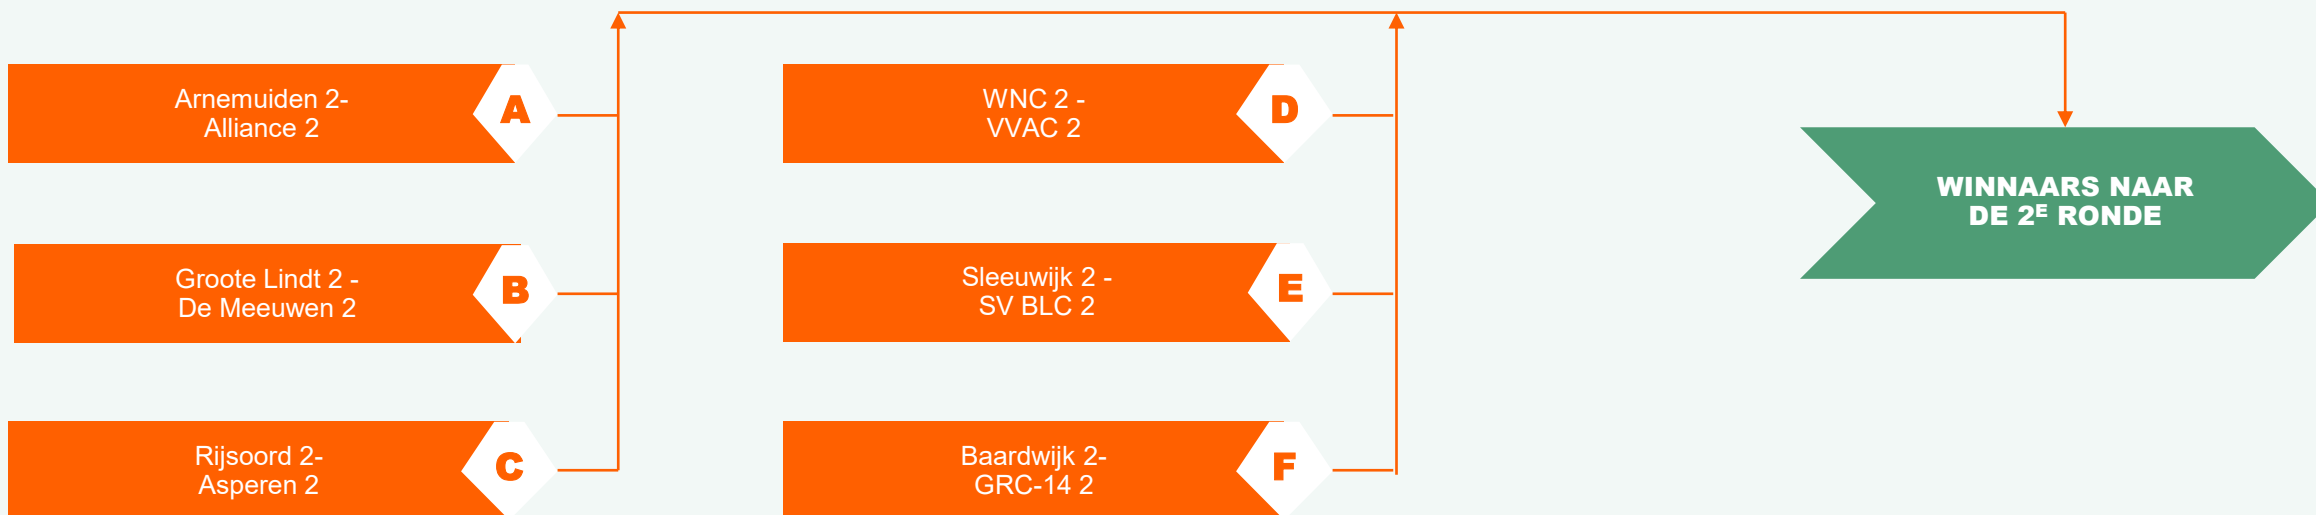 Arnemuiden 2-
Alliance 2
A
Groote Lindt 2 -
De Meeuwen 2
B
Rijsoord 2-
Asperen 2
C
WNC 2 -
VVAC 2
D
Sleeuwijk 2 -
SV BLC 2
E
Baardwijk 2-
GRC-14 2
F
WINNAARS NAAR
DE 2E RONDE